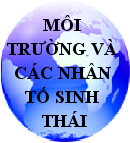 MÔI
TRƯỜNG VÀ
CÁC NHÂN
TỐ SINH
THÁI